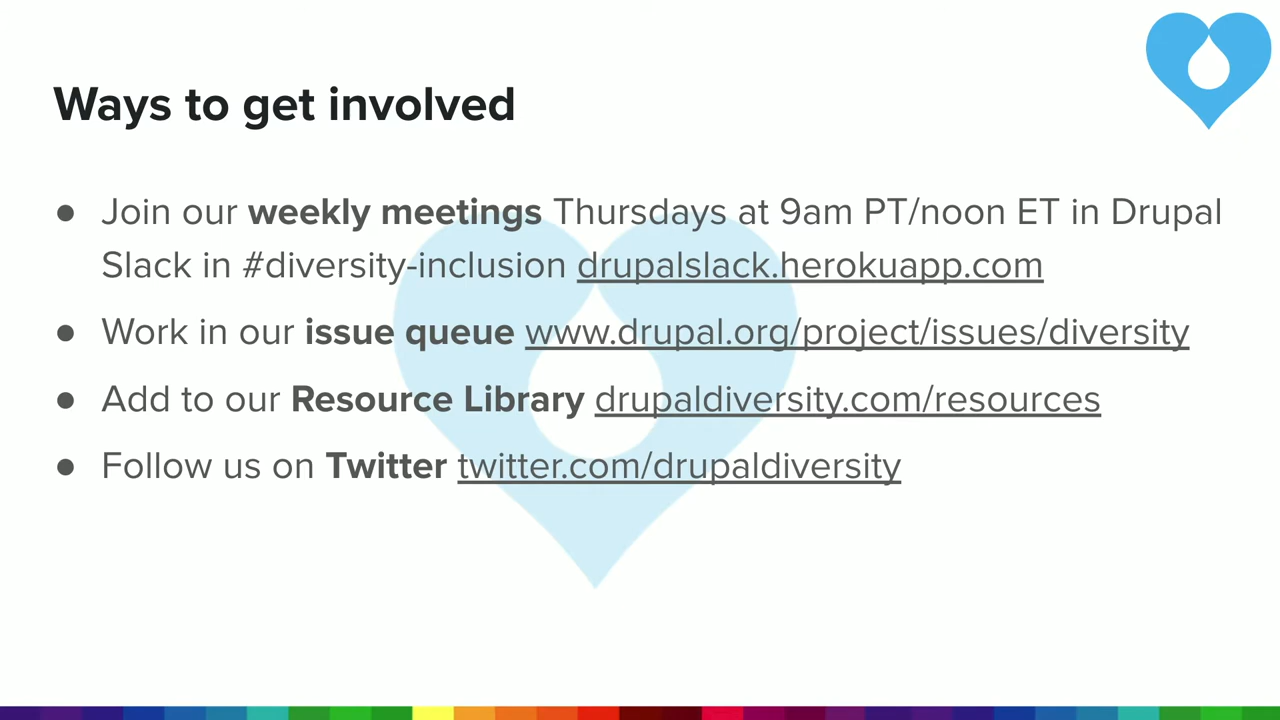 Ways to get involved
● Join our weekly meetings Thursdays at 9am PT/noon ET in Drupal
Slack in #diversity-inclusion drupalslack.herokuapp.com
● Work in our issue queue www.drupal.org/project/issues/diversity
● Add to our Resource Library drupaldiversity.com/resources
● Follow us on Twitter twitter.com/drupaldiversity